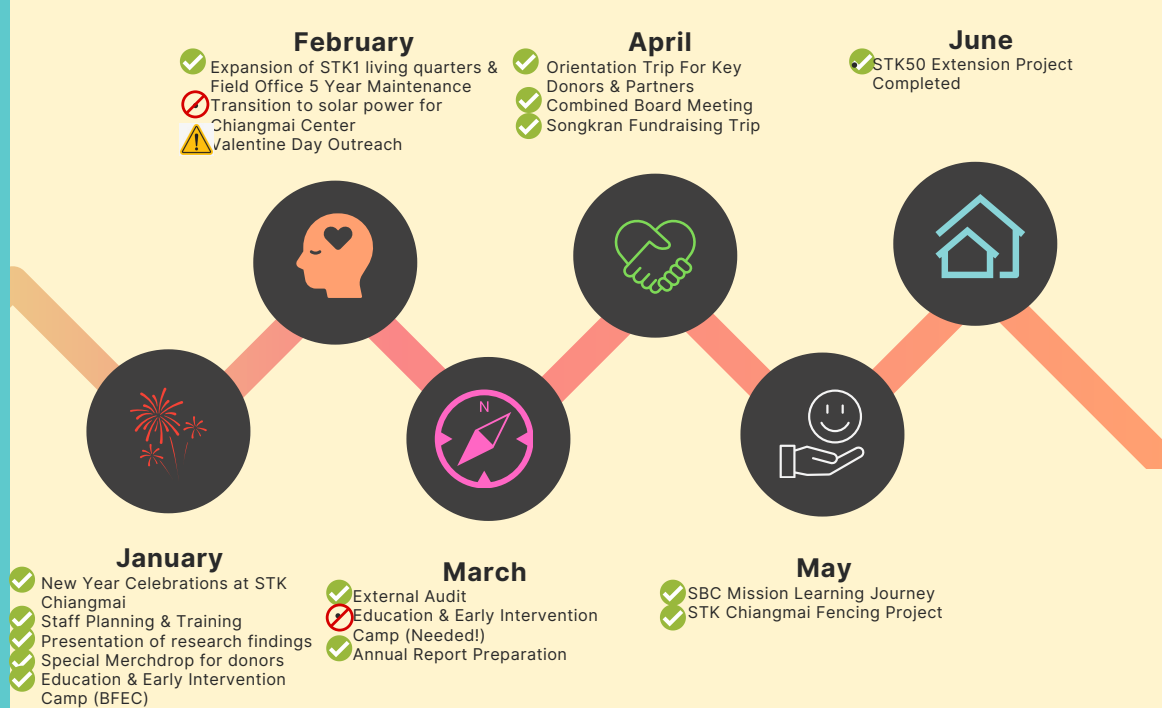 February
Expansion of STK1 living quarters &
Field Office 5 Year Maintenance
Transition to solar power for
Chiangmai Center
Valentine Day Outreach
April
Orientation Trip For Key
Donors & Partners
Combined Board Meeting
Songkran Fundraising Trip
June
STK50 Extension Project
Completed
N
January
New Year Celebrations at STK
Chiangmai
Staff Planning & Training
Presentation of research findings
Special Merchdrop for donors
Education & Early Intervention
Camp (BFEC)
March
External Audit
Education & Early Intervention
Camp (Needed!)
Annual Report Preparation
May
SBC Mission Learning Journey
STK Chiangmai Fencing Project